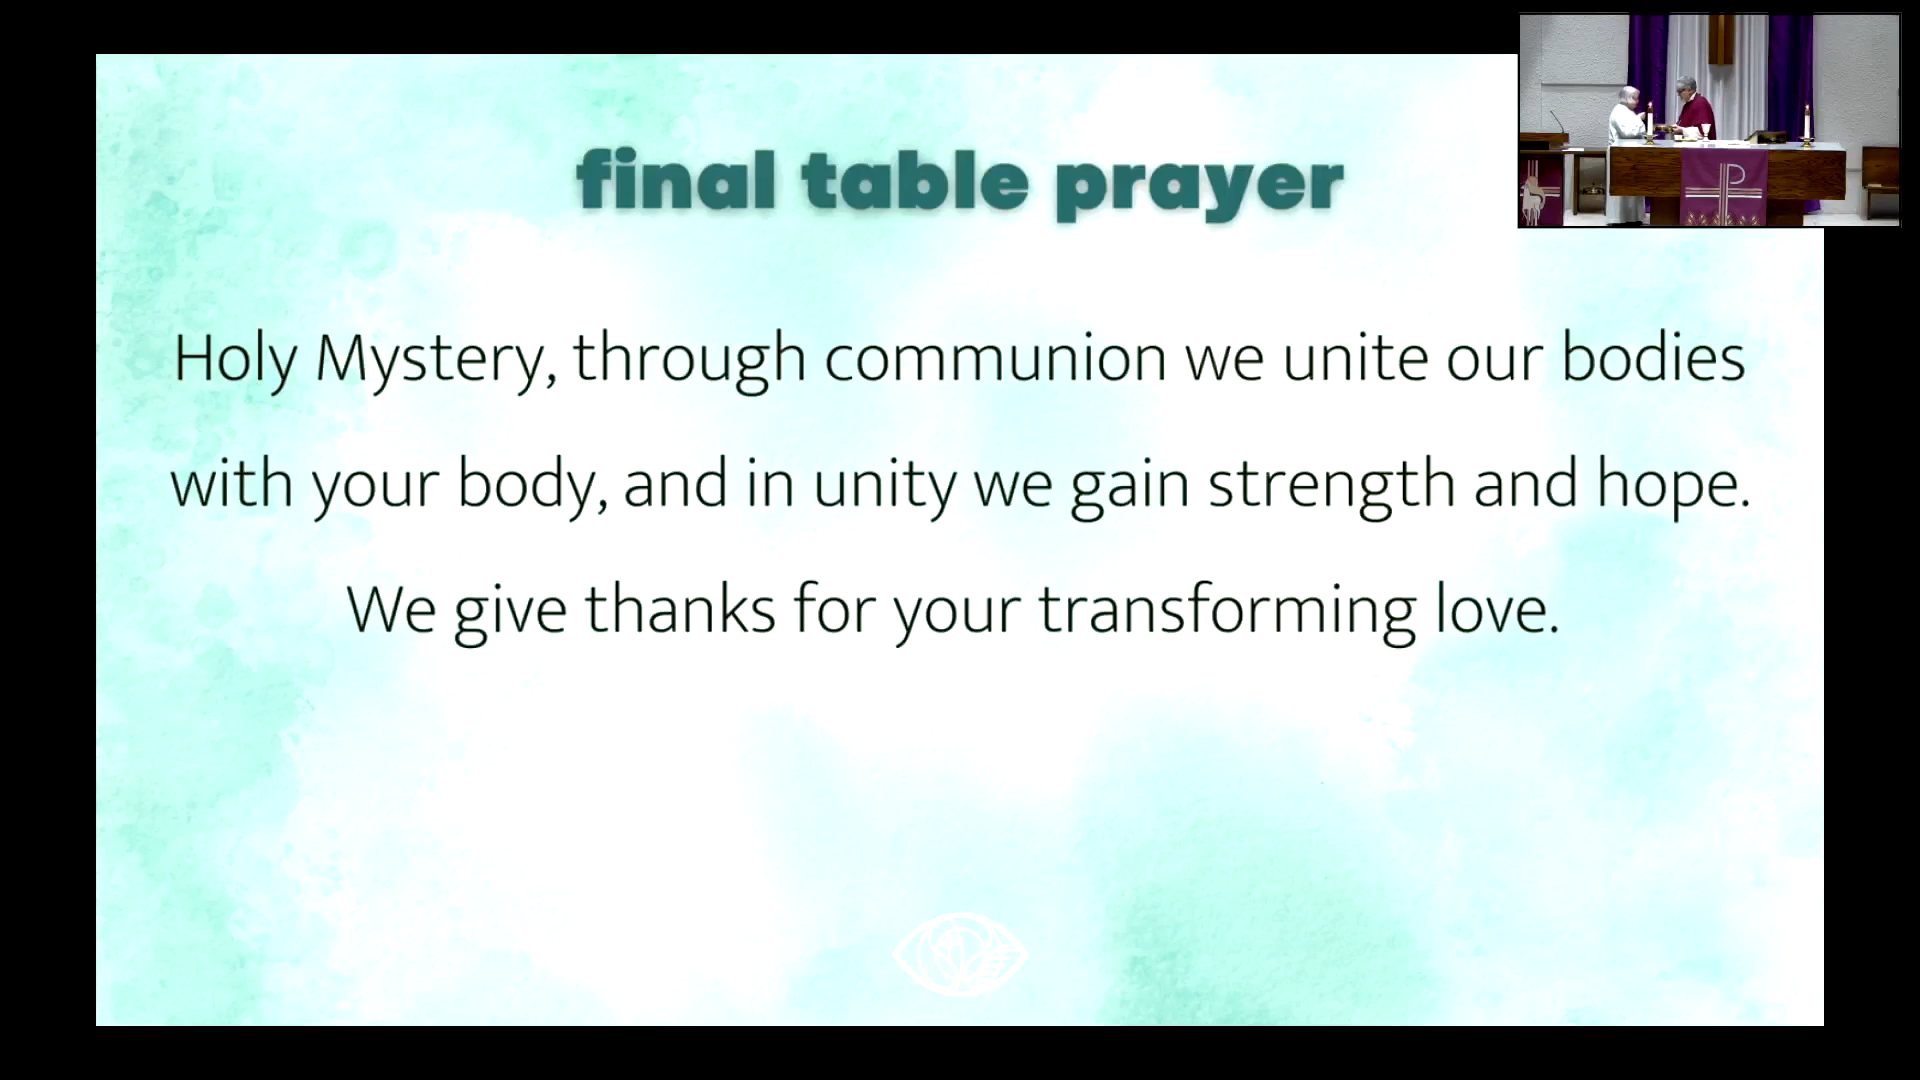 final table prayer
Holy Mystery, through communion we unite our bodies
with your body, and in unity we gain strength and hope.
We give thanks for your transforming love.